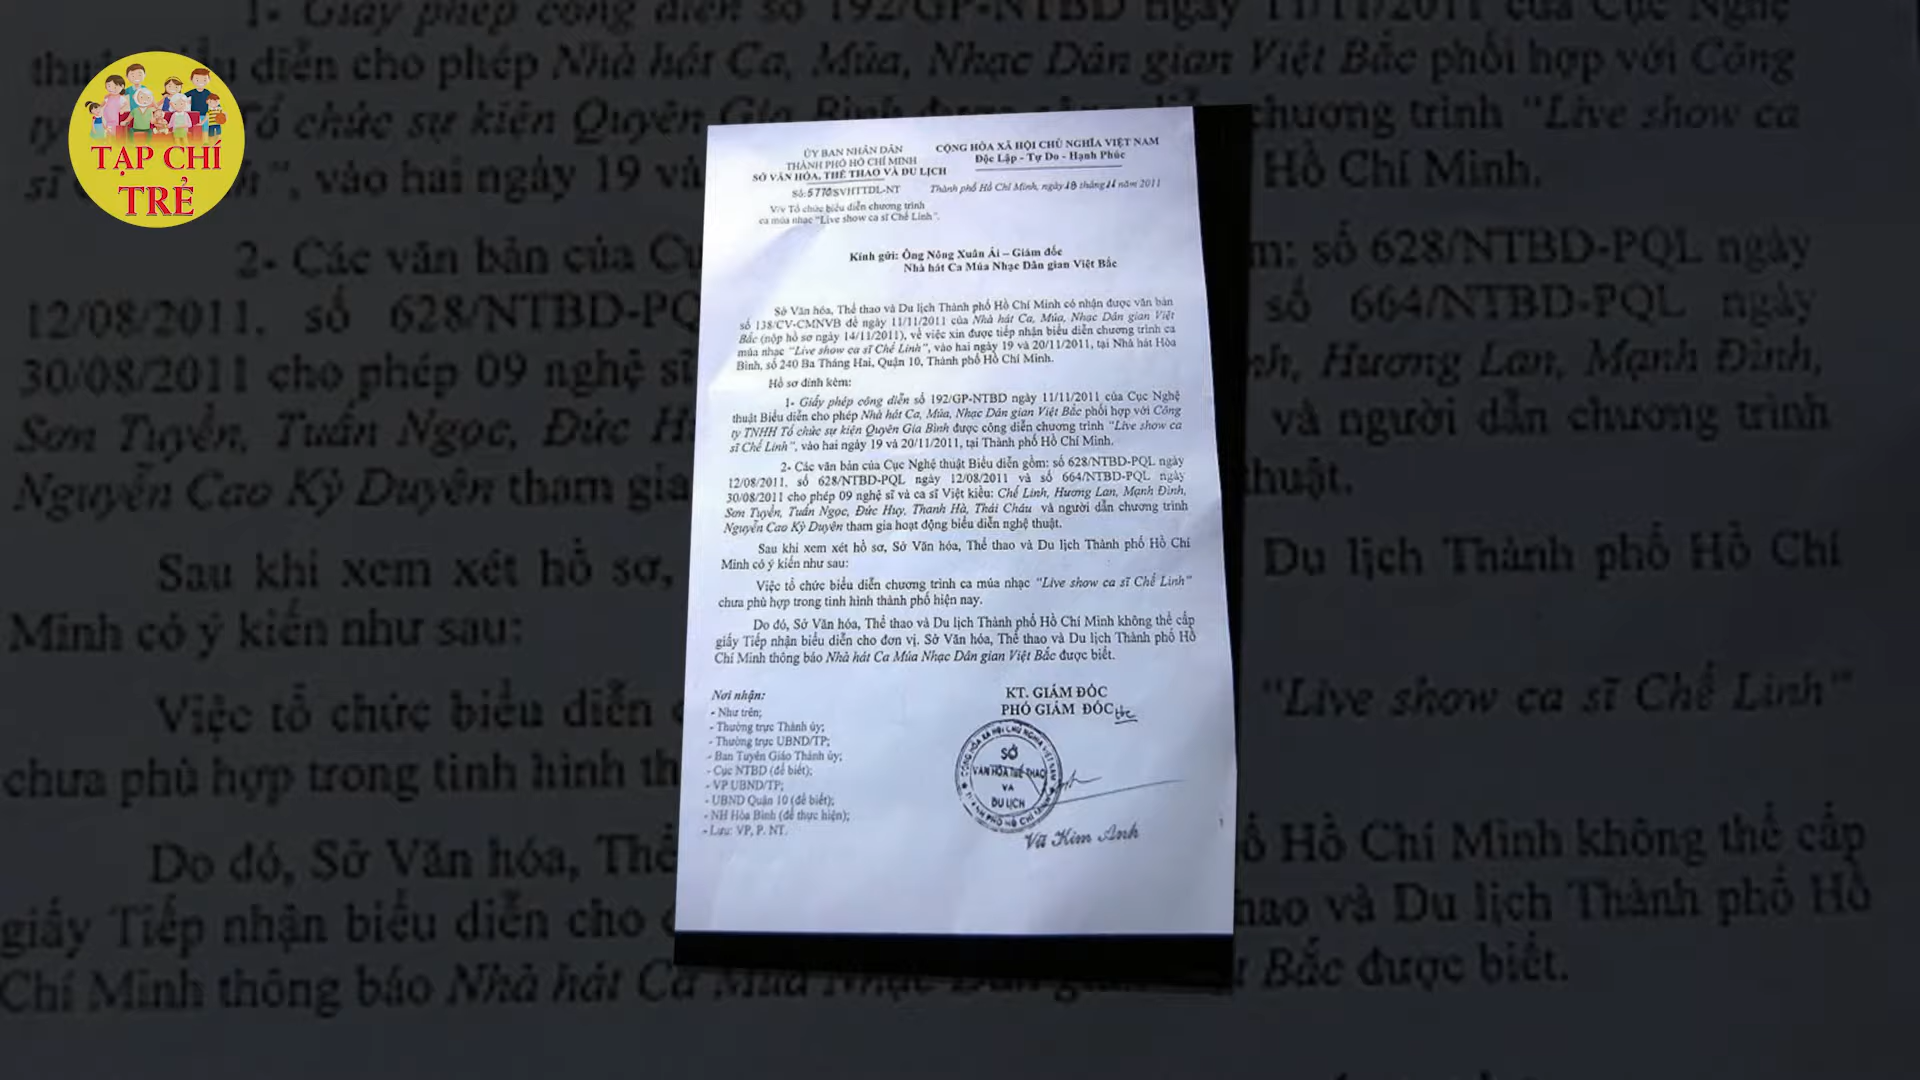 TẠP CHÍ
TRẺ
ỦY BAN NHÂN DÂN
THÀNH PHỐ HỒ CHÍ MINH
SỞ VĂN HÓA, THỂ THAO VÀ DU LỊCH
Số: 5770/SVHTTDL-NT
V/v Tổ chức biểu diễn chương trình
ca múa nhạc "Live show ca sĩ Chế Linh".
CỘNG HÒA XÃ HỘI CHỦ NGHĨA VIỆT NAM
Độc Lập - Tự Do - Hạnh Phúc
Thành phố Hồ Chí Minh, ngày 18 tháng 11 năm 2011
Kính gửi: Ông Nông Xuân Ái – Giám đốc
Nhà hát Ca Múa Nhạc Dân gian Việt Bắc
Sở Văn hóa, Thể thao và Du lịch Thành phố Hồ Chí Minh có nhận được văn bản
số 138/CV-CMNVB đề ngày 11/11/2011 của Nhà hát Ca, Múa, Nhạc Dân gian Việt
Bắc (nộp hồ sơ ngày 14/11/2011), về việc xin được tiếp nhận biểu diễn chương trình ca
múa nhạc "Live show ca sĩ Chế Linh", vào hai ngày 19 và 20/11/2011, tại Nhà hát Hòa
Bình, số 240 Ba Tháng Hai, Quận 10, Thành phố Hồ Chí Minh.
Hồ sơ đính kèm:
1- Giấy phép công diễn số 192/GP-NTBD ngày 11/11/2011 của Cục Nghệ
thuật Biểu diễn cho phép Nhà hát Ca, Múa, Nhạc Dân gian Việt Bắc phối hợp với Công
ty TNHH Tổ chức sự kiện Quyên Gia Bình được công diễn chương trình "Live show ca
sĩ Chế Linh", vào hai ngày 19 và 20/11/2011, tại Thành phố Hồ Chí Minh.
2- Các văn bản của Cục Nghệ thuật Biểu diễn gồm: số 628/NTBD-PQL ngày
12/08/2011, số 628/NTBD-PQL ngày 12/08/2011 và số 664/NTBD-PQL ngày
30/08/2011 cho phép 09 nghệ sĩ và ca sĩ Việt kiều: Chế Linh, Hương Lan, Mạnh Đình,
Sơn Tuyền, Tuấn Ngọc, Đức Huy, Thanh Hà, Thái Châu và người dẫn chương trình
Nguyễn Cao Kỳ Duyên tham gia hoạt động biểu diễn nghệ thuật.
Sau khi xem xét hồ sơ, Sở Văn hóa, Thể thao và Du lịch Thành phố Hồ Chí
Minh có ý kiến như sau:
Việc tổ chức biểu diễn chương trình ca múa nhạc "Live show ca sĩ Chế Linh"
chưa phù hợp trong tình hình thành phố hiện nay.
Do đó, Sở Văn hóa, Thể thao và Du lịch Thành phố Hồ Chí Minh không thể cấp
giấy Tiếp nhận biểu diễn cho đơn vị. Sở Văn hóa, Thể thao và Du lịch Thành phố Hồ
Chí Minh thông báo Nhà hát Ca Múa Nhạc Dân gian Việt Bắc được biết.
Nơi nhận:
- Như trên;
- Thường trực Thành ủy;
- Thường trực UBND/TP;
- Ban Tuyên Giáo Thành ủy;
- Cục NTBD (để biết);
- VP UBND/TP;
- UBND Quận 10 (để biết);
- NH Hòa Bình (để thực hiện);
- Lưu: VP, P. NT.
KT. GIÁM ĐỐC
PHÓ GIÁM ĐỐC
SỞ
VĂN HÓA THỂ THAO
VÀ
DU LỊCH
Vũ Kim Anh